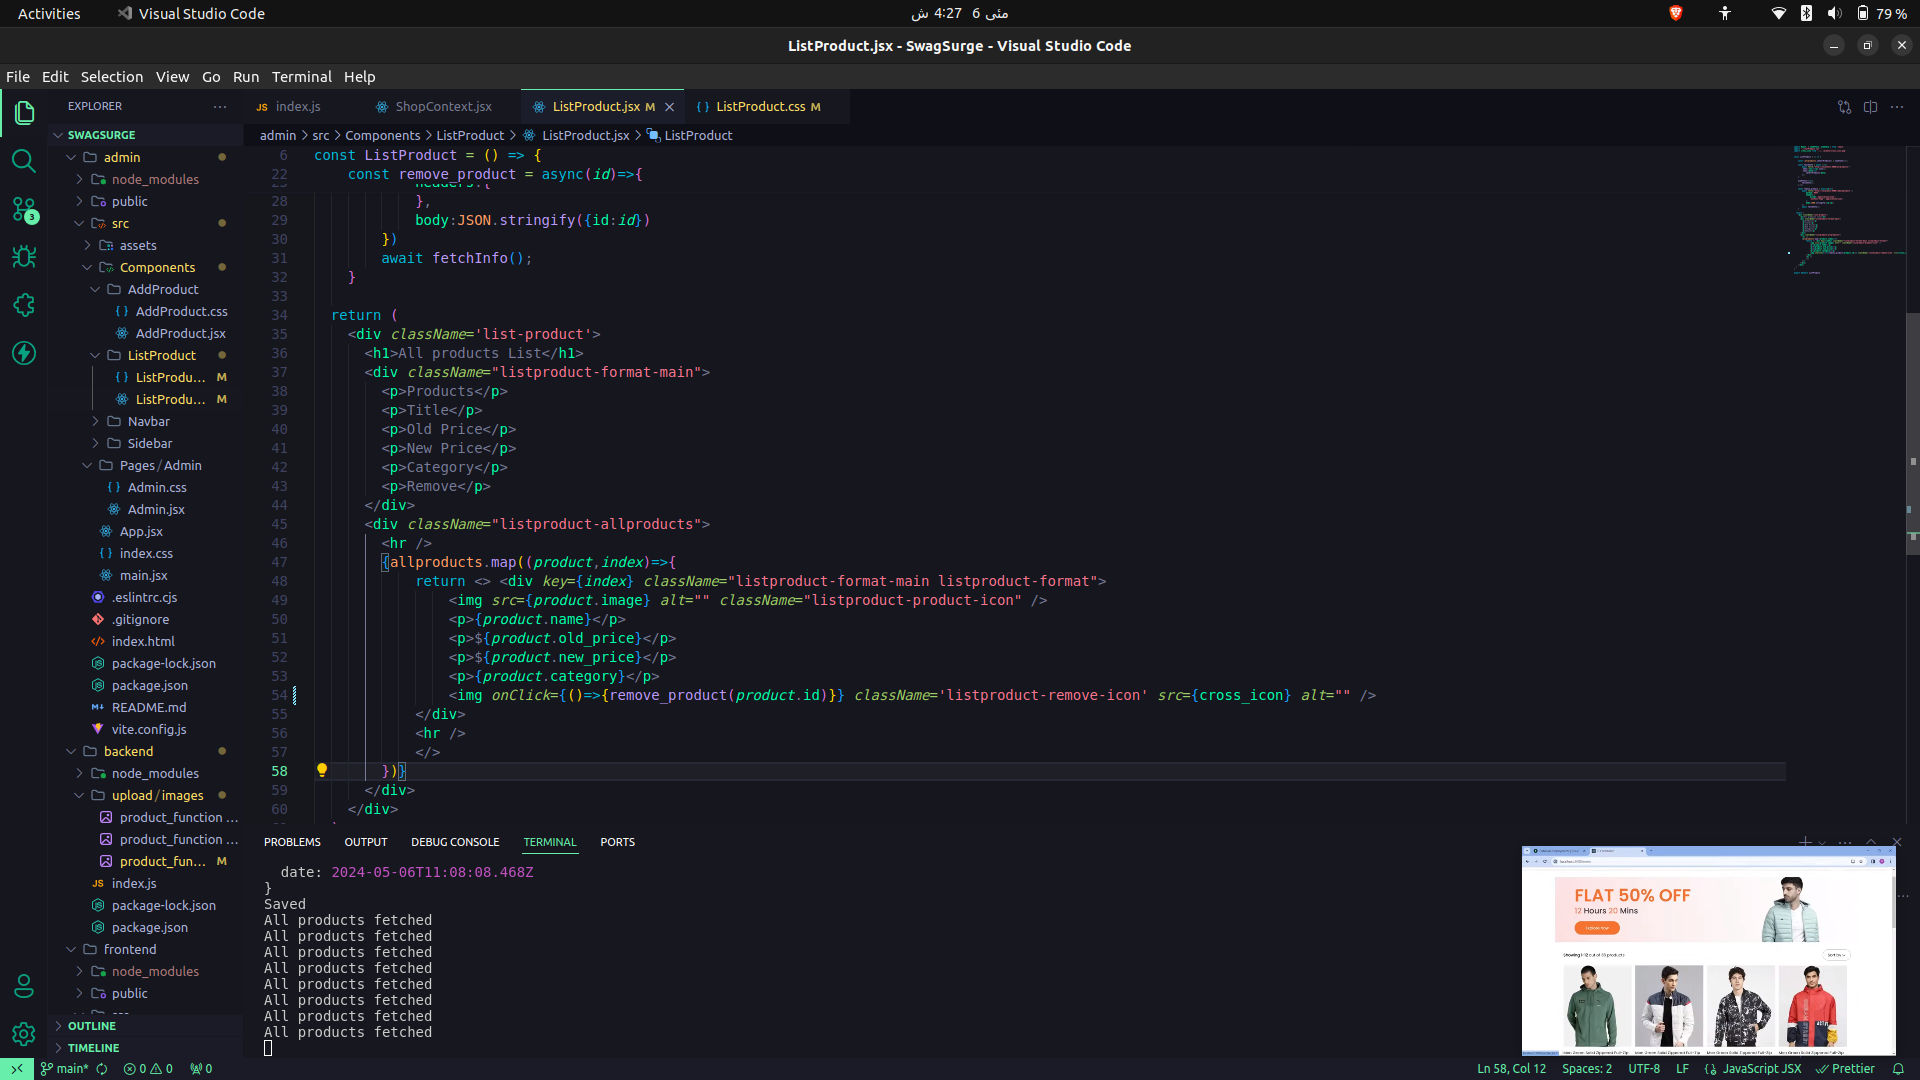 Activities
Visual Studio Code
مئی 6 4:27 ش
79 %
ListProduct.jsx - SwagSurge - Visual Studio Code
File Edit Selection View Go Run Terminal Help
EXPLORER
JS index.js
ShopContext.jsx
ListProduct.jsx M
{} ListProduct.css M
admin > src > Components > ListProduct > ListProduct.jsx > ListProduct
3
SWAGSURGE
admin
node_modules
public
src
assets
Components
AddProduct
{} AddProduct.css
AddProduct.jsx
ListProduct
{} ListProdu... M
ListProdu... M
Navbar
Sidebar
Pages/Admin
{} Admin.css
Admin.jsx
App.jsx
{} index.css
main.jsx
.eslintrc.cjs
.gitignore
index.html
package-lock.json
package.json
README.md
vite.config.js
backend
node_modules
upload/images
product_function ...
product_function ...
product_fun... M
JS index.js
package-lock.json
package.json
frontend
node_modules
public
OUTLINE
TIMELINE
6 const ListProduct = () => {
22 const remove_product = async(id)=>{
28 },
29 body:JSON.stringify({id:id})
30 })
31 await fetchInfo();
32 }
33
34 return (
35 <div className='list-product'>
36 <h1>All products List</h1>
37 <div className="listproduct-format-main">
38 <p>Products</p>
39 <p>Title</p>
40 <p>Old Price</p>
41 <p>New Price</p>
42 <p>Category</p>
43 <p>Remove</p>
44 </div>
45 <div className="listproduct-allproducts">
46 <hr />
47 {allproducts.map((product,index)=>{
48 return <> <div key={index} className="listproduct-format-main listproduct-format">
49 <img src={product.image} alt="" className="listproduct-product-icon" />
50 <p>{product.name}</p>
51 <p>${product.old_price}</p>
52 <p>${product.new_price}</p>
53 <p>{product.category}</p>
54 <img onClick={()=>{remove_product(product.id)}} className='listproduct-remove-icon' src={cross_icon} alt="" />
55 </div>
56 <hr />
57 </>
58 })}
59 </div>
60 </div>
PROBLEMS OUTPUT DEBUG CONSOLE TERMINAL PORTS
date: 2024-05-06T11:08:08.468Z
}
Saved
All products fetched
All products fetched
All products fetched
All products fetched
All products fetched
All products fetched
All products fetched
All products fetched
FLAT 50% OFF
12 Hours 20 Mins
Explore now
Showing 1-12 out of 36 products
Sort by
main* 0 0 0
Ln 58, Col 12 Spaces: 2 UTF-8 LF {} JavaScript JSX Prettier